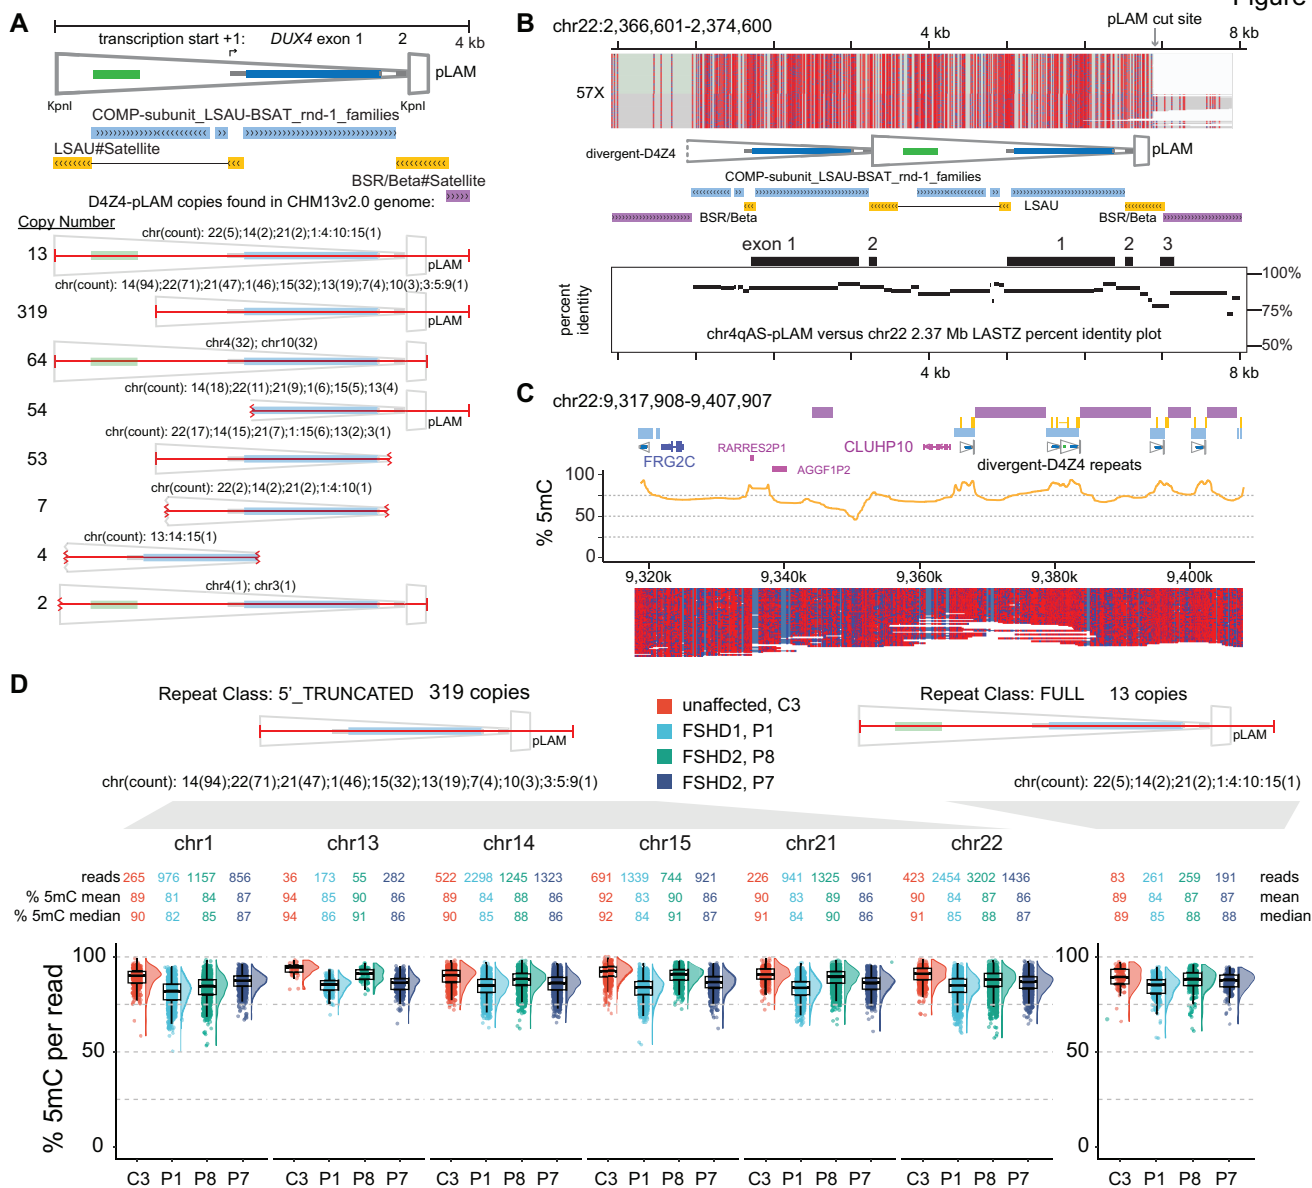 Figure
A
transcription start +1:
DUX4 exon 1
2
4 kb
pLAM
KpnI
KpnI
COMP-subunit_LSAU-BSAT_rnd-1_families
LSAU#Satellite
BSR/Beta#Satellite
D4Z4-pLAM copies found in CHM13v2.0 genome:
Copy Number
chr(count): 22(5);14(2);21(2);1:4:10:15(1)
13
pLAM
chr(count): 14(94);22(71);21(47);1(46);15(32);13(19);7(4);10(3);3:5:9(1)
319
pLAM
chr4(32); chr10(32)
64
chr(count): 14(18);22(11);21(9);1(6);15(5);13(4)
54
pLAM
chr(count): 22(17);14(15);21(7);1:15(6);13(2);3(1)
53
chr(count): 22(2);14(2);21(2);1:4:10(1)
7
chr(count): 13:14:15(1)
4
chr4(1); chr3(1)
2
B
chr22:2,366,601-2,374,600
pLAM cut site
4 kb
8 kb
57X
divergent-D4Z4
pLAM
COMP-subunit_LSAU-BSAT_rnd-1_families
BSR/Beta
LSAU
BSR/Beta
exon 1
2
1
2
3
percent identity
100%
75%
50%
chr4qAS-pLAM versus chr22 2.37 Mb LASTZ percent identity plot
4 kb
8 kb
C
chr22:9,317,908-9,407,907
FRG2C
RARRES2P1
AGGF1P2
CLUHP10
divergent-D4Z4 repeats
% 5mC
100
50
0
9,320k
9,340k
9,360k
9,380k
9,400k
D
Repeat Class: 5'_TRUNCATED 319 copies
pLAM
chr(count): 14(94);22(71);21(47);1(46);15(32);13(19);7(4);10(3);3:5:9(1)
unaffected, C3
FSHD1, P1
FSHD2, P8
FSHD2, P7
Repeat Class: FULL 13 copies
pLAM
chr(count): 22(5);14(2);21(2);1:4:10:15(1)
chr1 chr13 chr14 chr15 chr21 chr22
reads 265 976 1157 856 36 173 55 282 522 2298 1245 1323 691 1339 744 921 226 941 1325 961 423 2454 3202 1436 83 261 259 191 reads
% 5mC mean 89 81 84 87 94 85 90 86 89 84 88 86 92 83 90 86 90 83 89 86 90 84 87 86 89 84 87 87 mean
% 5mC median 90 82 85 87 94 86 91 86 90 85 88 86 92 84 91 87 91 84 90 86 91 85 88 87 89 85 88 88 median
% 5mC per read
100
50
0
100
50
0
C3 P1 P8 P7 C3 P1 P8 P7 C3 P1 P8 P7 C3 P1 P8 P7 C3 P1 P8 P7 C3 P1 P8 P7 C3 P1 P8 P7